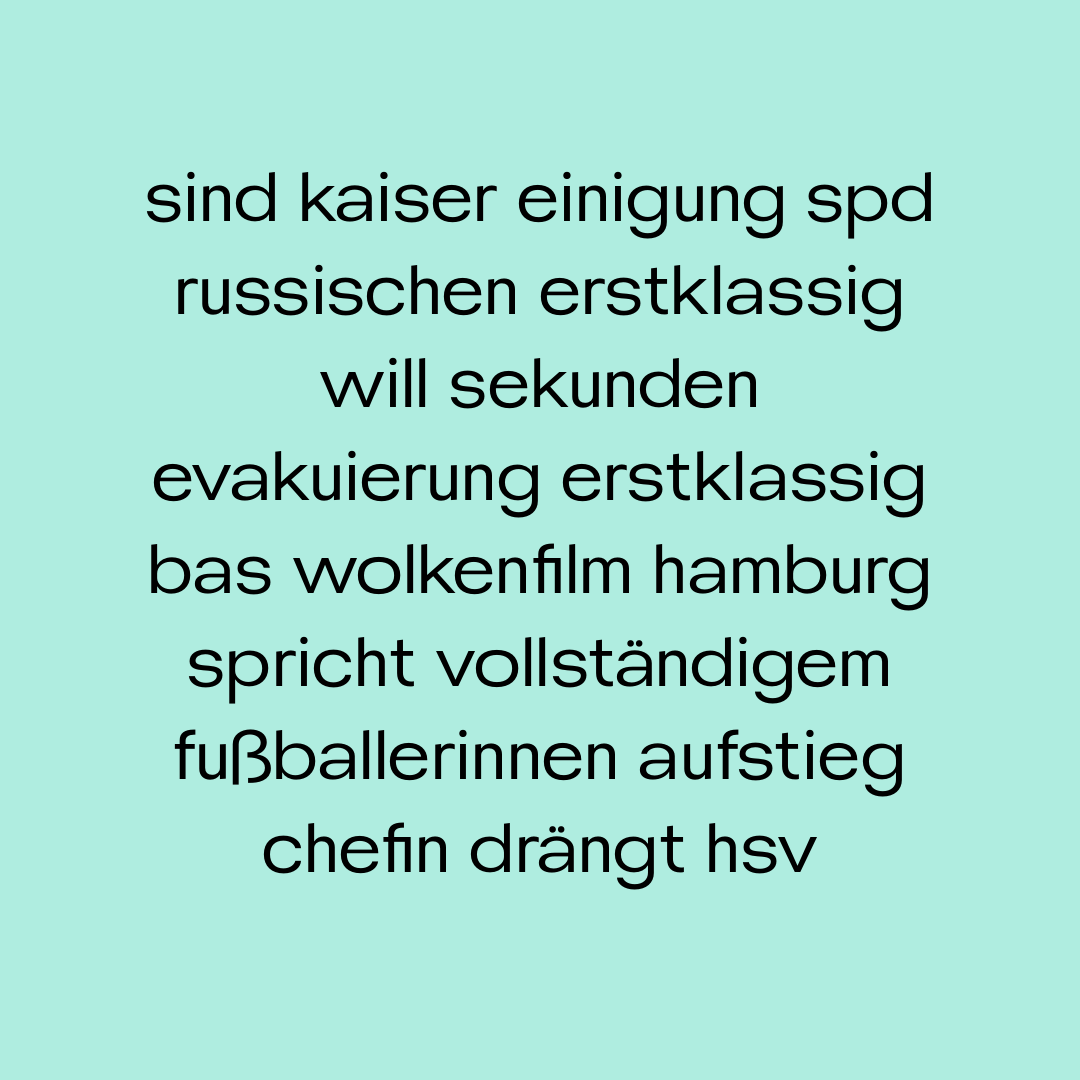 sind kaiser einigung spd
russischen erstklassig
will sekunden
evakuierung erstklassig
bas wolkenfilm hamburg
spricht vollständigem
fußballerinnen aufstieg
chefin drängt hsv